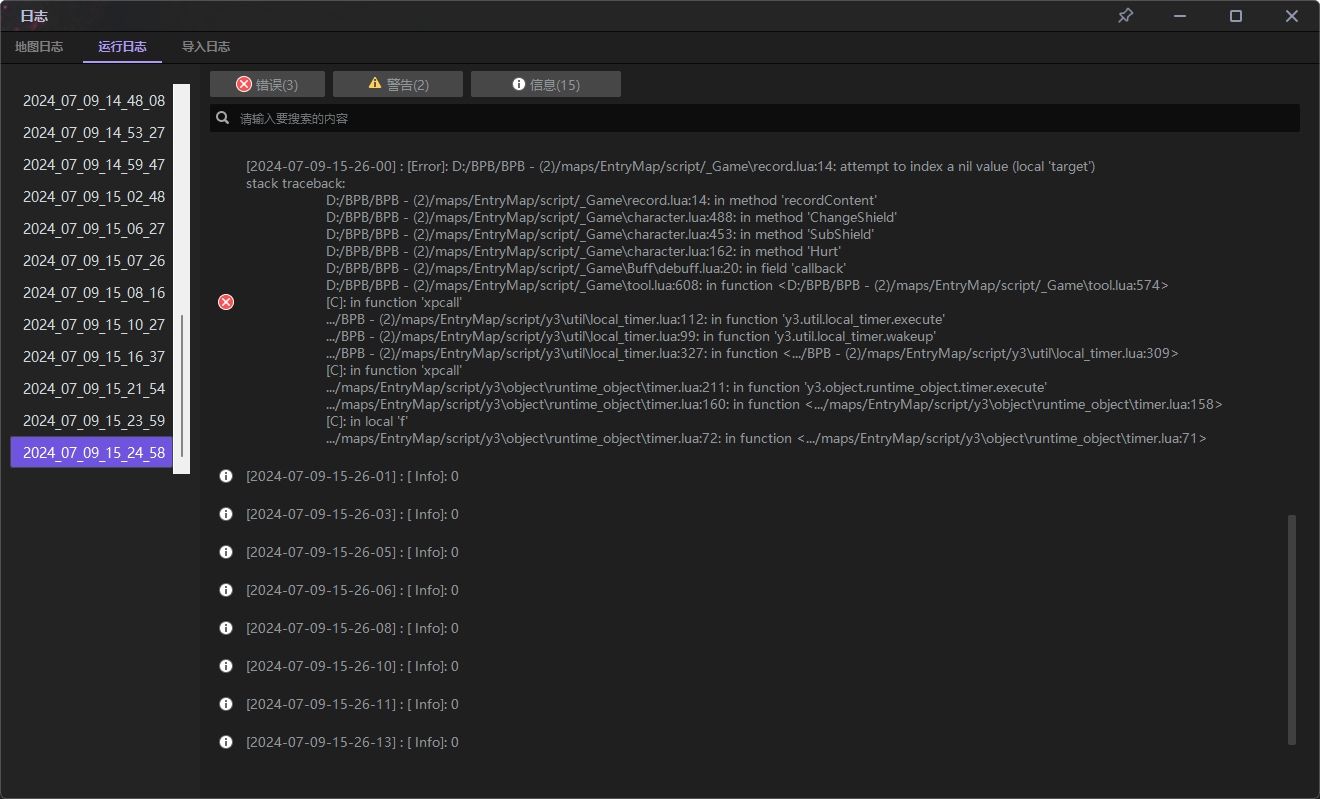 日志
地图日志 运行日志 导入日志
错误(3) 警告(2) 信息(15)
请输入要搜索的内容
2024_07_09_14_48_08
2024_07_09_14_53_27
2024_07_09_14_59_47
2024_07_09_15_02_48
2024_07_09_15_06_27
2024_07_09_15_07_26
2024_07_09_15_08_16
2024_07_09_15_10_27
2024_07_09_15_16_37
2024_07_09_15_21_54
2024_07_09_15_23_59
2024_07_09_15_24_58
[2024-07-09-15-26-00] : [Error]: D:/BPB/BPB - (2)/maps/EntryMap/script/_Game\record.lua:14: attempt to index a nil value (local 'target')
stack traceback:
D:/BPB/BPB - (2)/maps/EntryMap/script/_Game\record.lua:14: in method 'recordContent'
D:/BPB/BPB - (2)/maps/EntryMap/script/_Game\character.lua:488: in method 'ChangeShield'
D:/BPB/BPB - (2)/maps/EntryMap/script/_Game\character.lua:453: in method 'SubShield'
D:/BPB/BPB - (2)/maps/EntryMap/script/_Game\character.lua:162: in method 'Hurt'
D:/BPB/BPB - (2)/maps/EntryMap/script/_Game\Buff\debuff.lua:20: in field 'callback'
D:/BPB/BPB - (2)/maps/EntryMap/script/_Game\tool.lua:608: in function <D:/BPB/BPB - (2)/maps/EntryMap/script/_Game\tool.lua:574>
[C]: in function 'xpcall'
.../BPB - (2)/maps/EntryMap/script/y3\util\local_timer.lua:112: in function 'y3.util.local_timer.execute'
.../BPB - (2)/maps/EntryMap/script/y3\util\local_timer.lua:99: in function 'y3.util.local_timer.wakeup'
.../BPB - (2)/maps/EntryMap/script/y3\util\local_timer.lua:327: in function <.../BPB - (2)/maps/EntryMap/script/y3\util\local_timer.lua:309>
[C]: in function 'xpcall'
.../maps/EntryMap/script/y3\object\runtime_object\timer.lua:211: in function 'y3.object.runtime_object.timer.execute'
.../maps/EntryMap/script/y3\object\runtime_object\timer.lua:160: in function <.../maps/EntryMap/script/y3\object\runtime_object\timer.lua:158>
[C]: in local 'f'
.../maps/EntryMap/script/y3\object\runtime_object\timer.lua:72: in function <.../maps/EntryMap/script/y3\object\runtime_object\timer.lua:71>
[2024-07-09-15-26-01] : [ Info]: 0
[2024-07-09-15-26-03] : [ Info]: 0
[2024-07-09-15-26-05] : [ Info]: 0
[2024-07-09-15-26-06] : [ Info]: 0
[2024-07-09-15-26-08] : [ Info]: 0
[2024-07-09-15-26-10] : [ Info]: 0
[2024-07-09-15-26-11] : [ Info]: 0
[2024-07-09-15-26-13] : [ Info]: 0